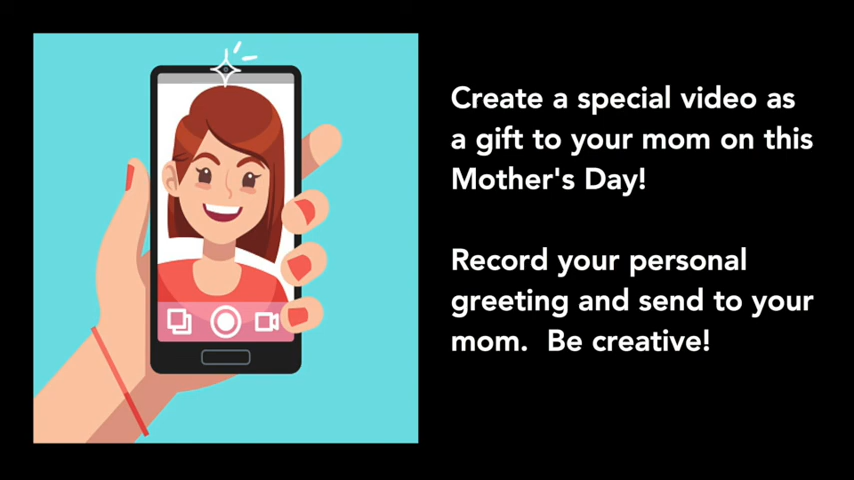 Create a special video as
a gift to your mom on this
Mother's Day!
Record your personal
greeting and send to your
mom.  Be creative!